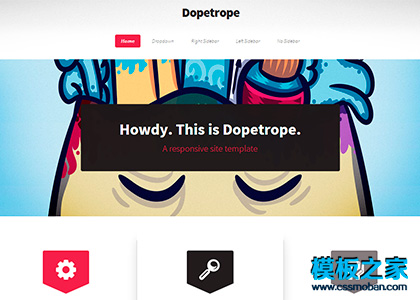 Dopetrope
Home Dropdown Right Sidebar Left Sidebar No Sidebar
Howdy. This is Dopetrope.
A responsive site template
模板之家
www.cssmoban.com